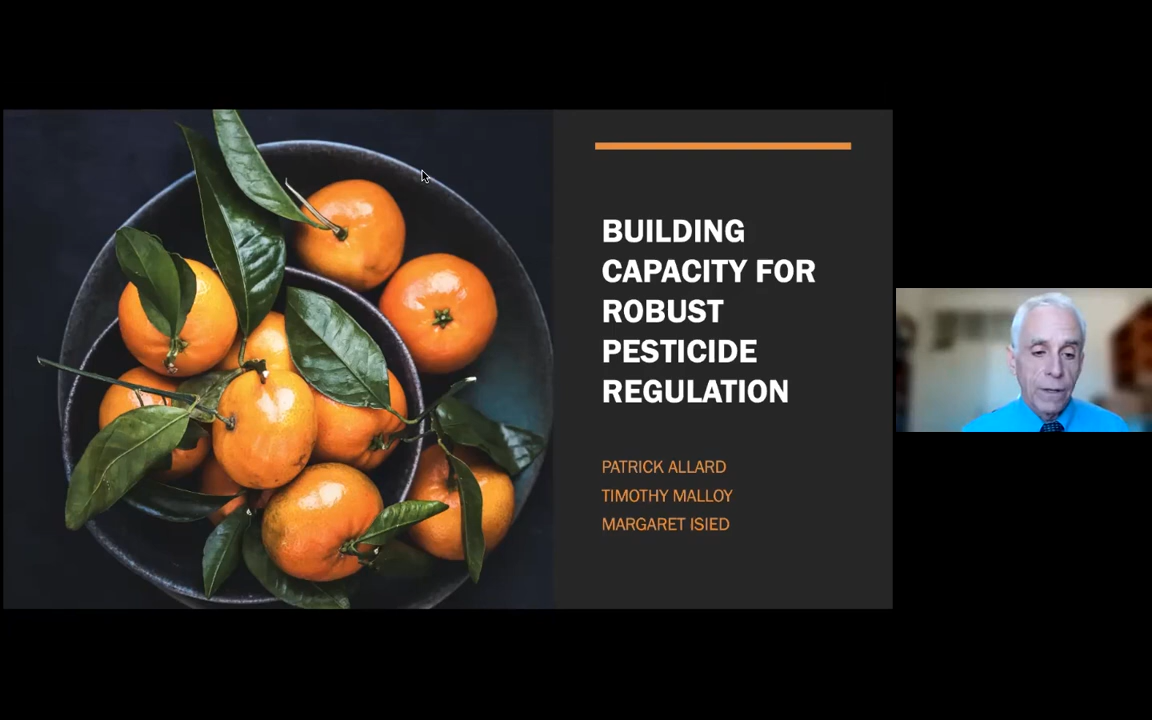 BUILDING
CAPACITY FOR
ROBUST
PESTICIDE
REGULATION
PATRICK ALLARD
TIMOTHY MALLOY
MARGARET ISIED